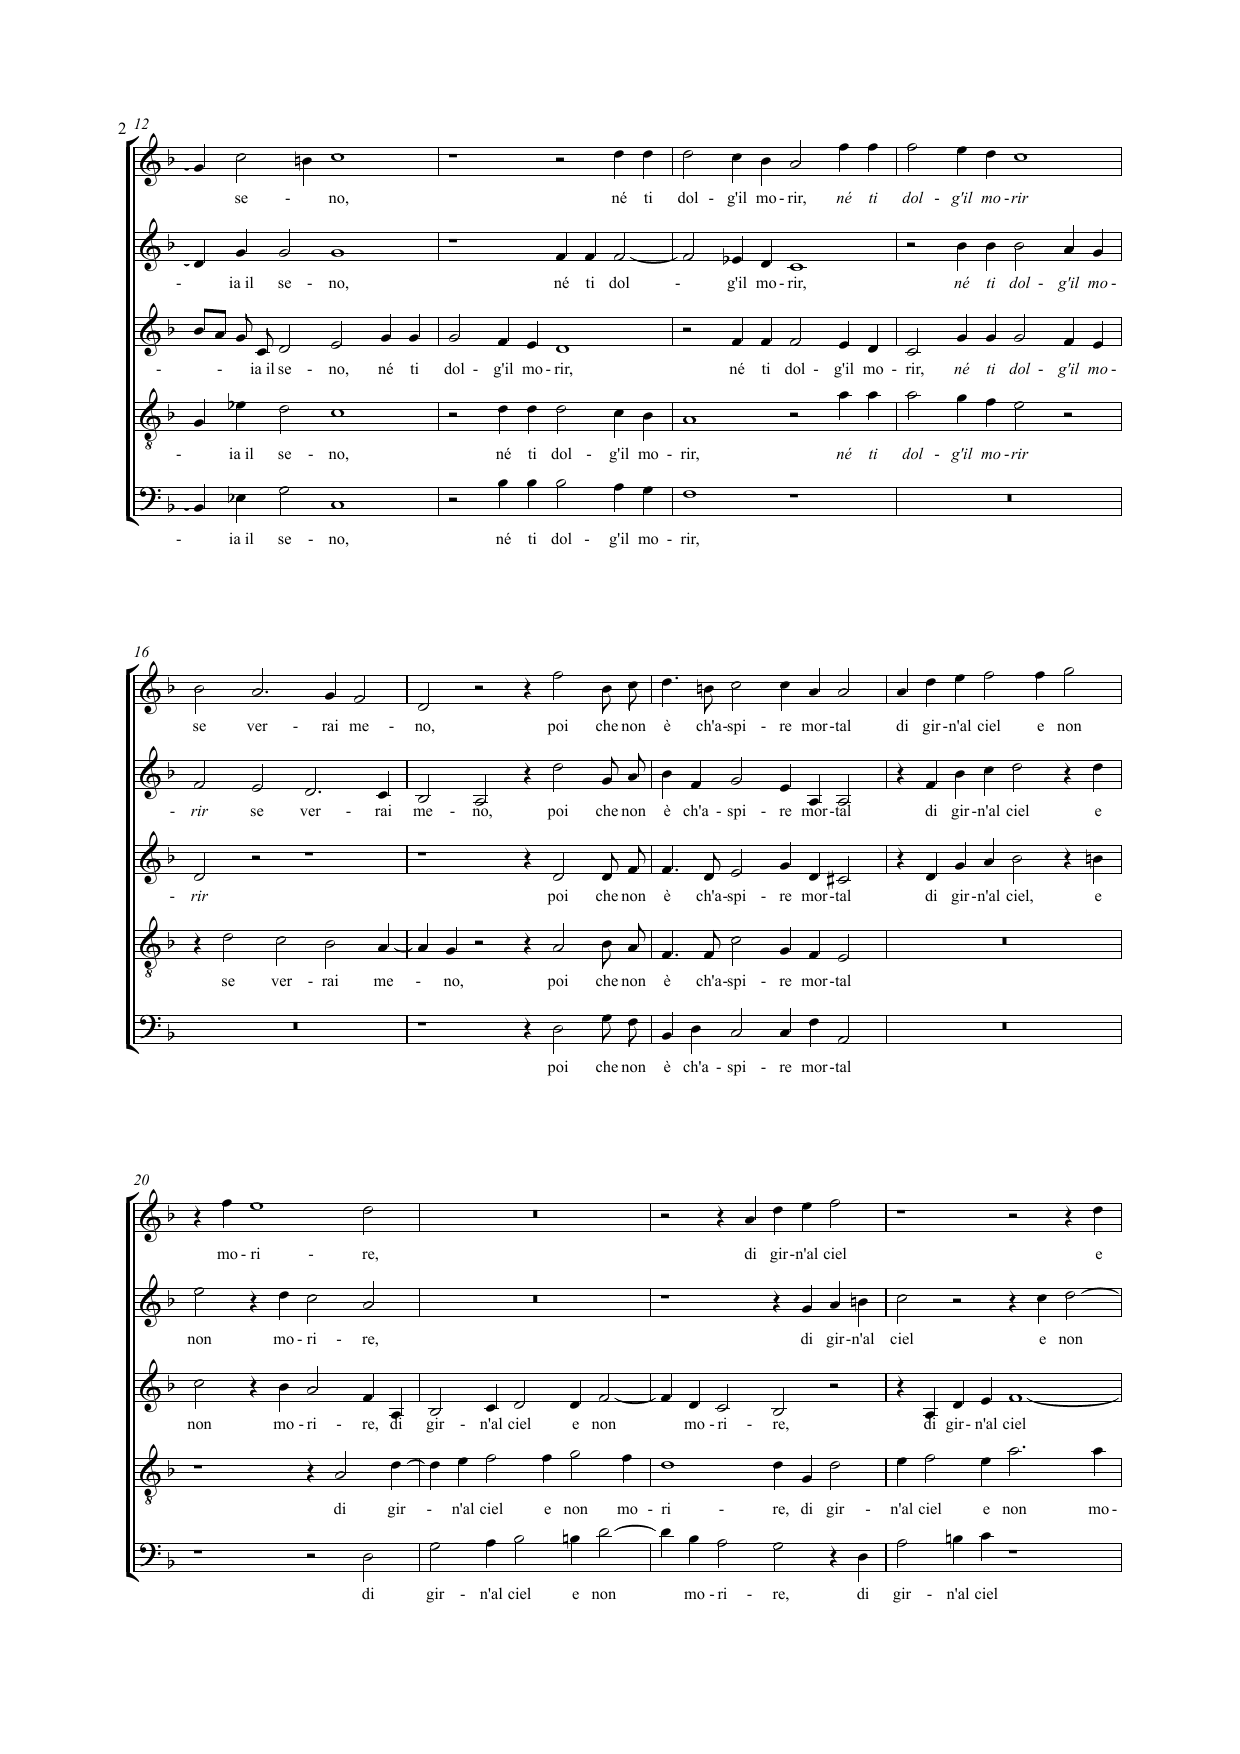 2 12
se - no, né ti dol - g'il mo - rir, né ti dol - g'il mo - rir
- ia il se - no, né ti dol - g'il mo - rir, né ti dol - g'il mo -
- - ia il se - no, né ti dol - g'il mo - rir, né ti dol - g'il mo - rir, né ti dol - g'il mo -
- ia il se - no, né ti dol - g'il mo - rir, né ti dol - g'il mo - rir
- ia il se - no, né ti dol - g'il mo - rir,
16
se ver - rai me - no, poi che non è ch'a-spi - re mor-tal di gir-n'al ciel e non
- rir se ver - rai me - no, poi che non è ch'a - spi - re mor-tal di gir-n'al ciel e
- rir poi che non è ch'a-spi - re mor-tal di gir-n'al ciel, e
se ver - rai me - no, poi che non è ch'a-spi - re mor-tal
poi che non è ch'a - spi - re mor-tal
20
mo - ri - re, di gir-n'al ciel e
non mo - ri - re, di gir-n'al ciel e non
non mo - ri - re, di gir - n'al ciel e non mo - ri - re, di gir- n'al ciel
di gir - n'al ciel e non mo - ri - re, di gir - n'al ciel e non mo -
di gir - n'al ciel e non mo - ri - re, di gir - n'al ciel